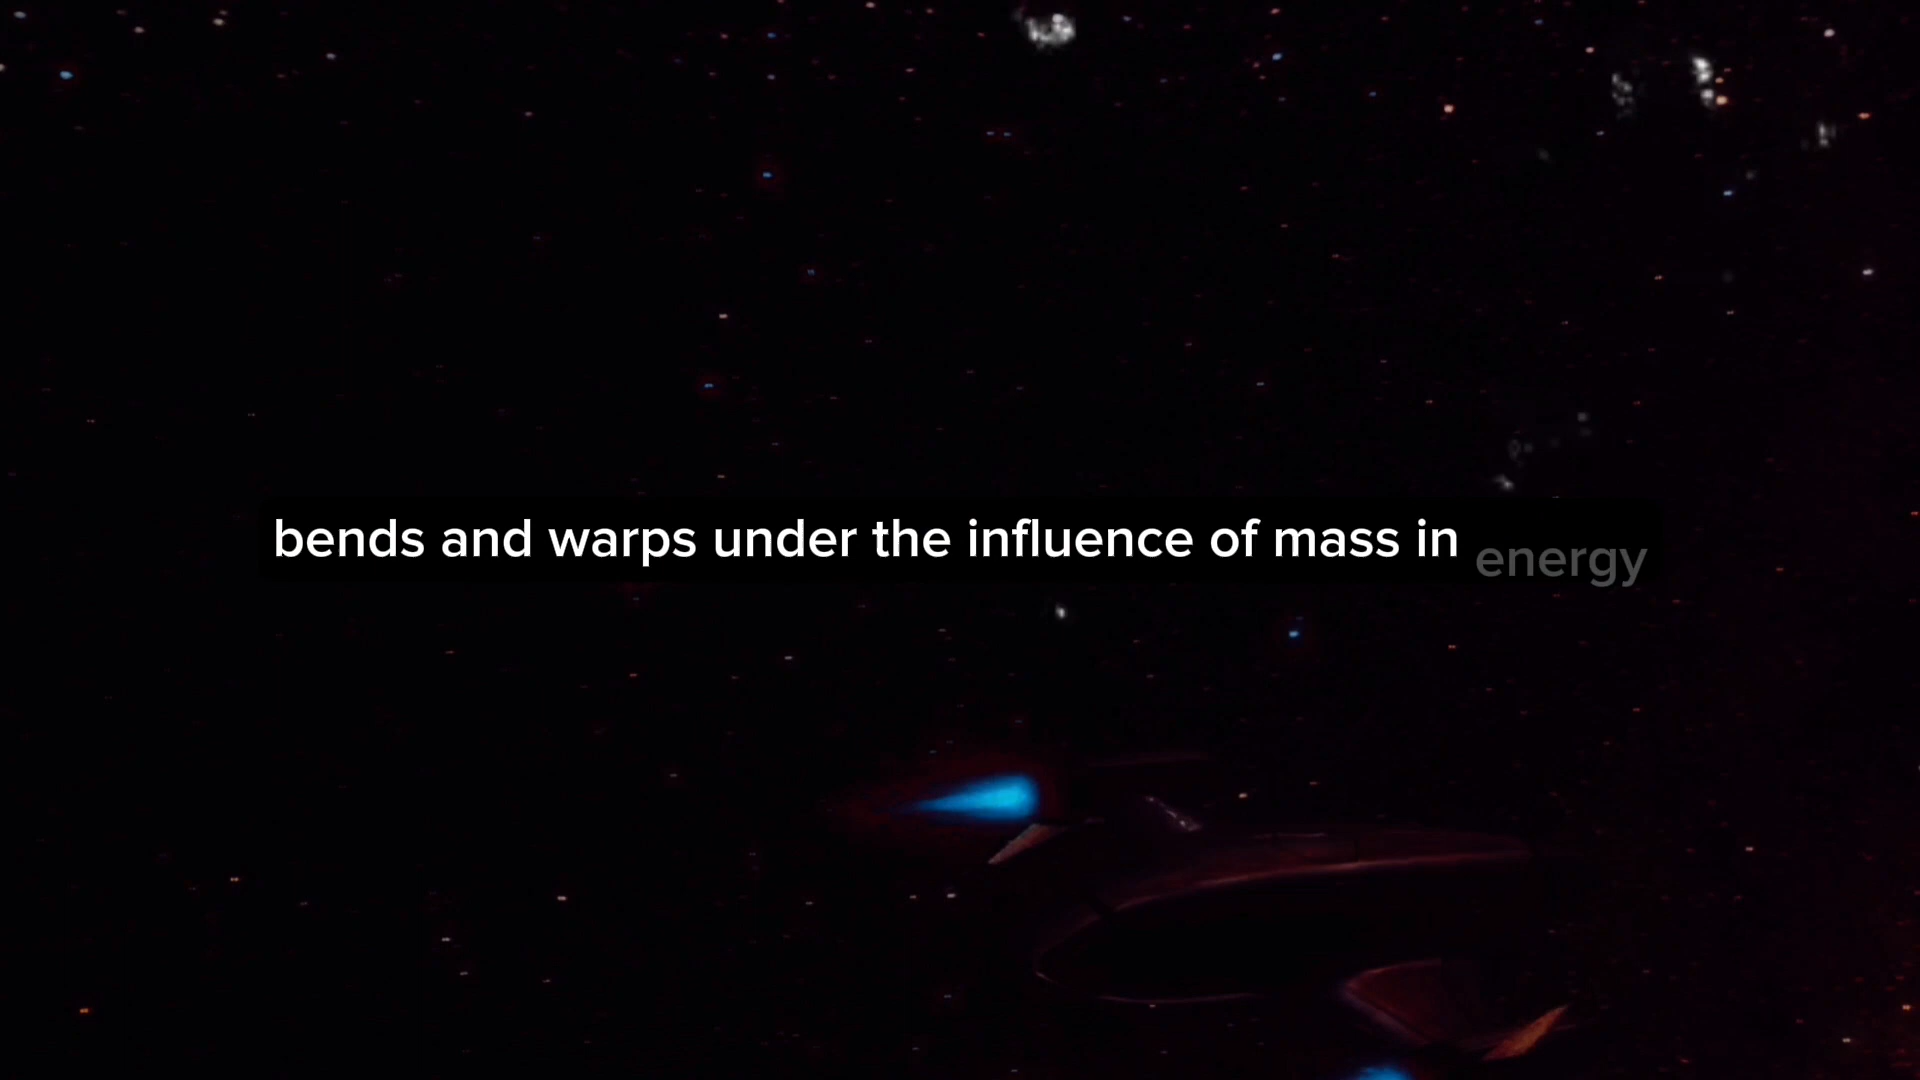 bends and warps under the influence of mass in energy